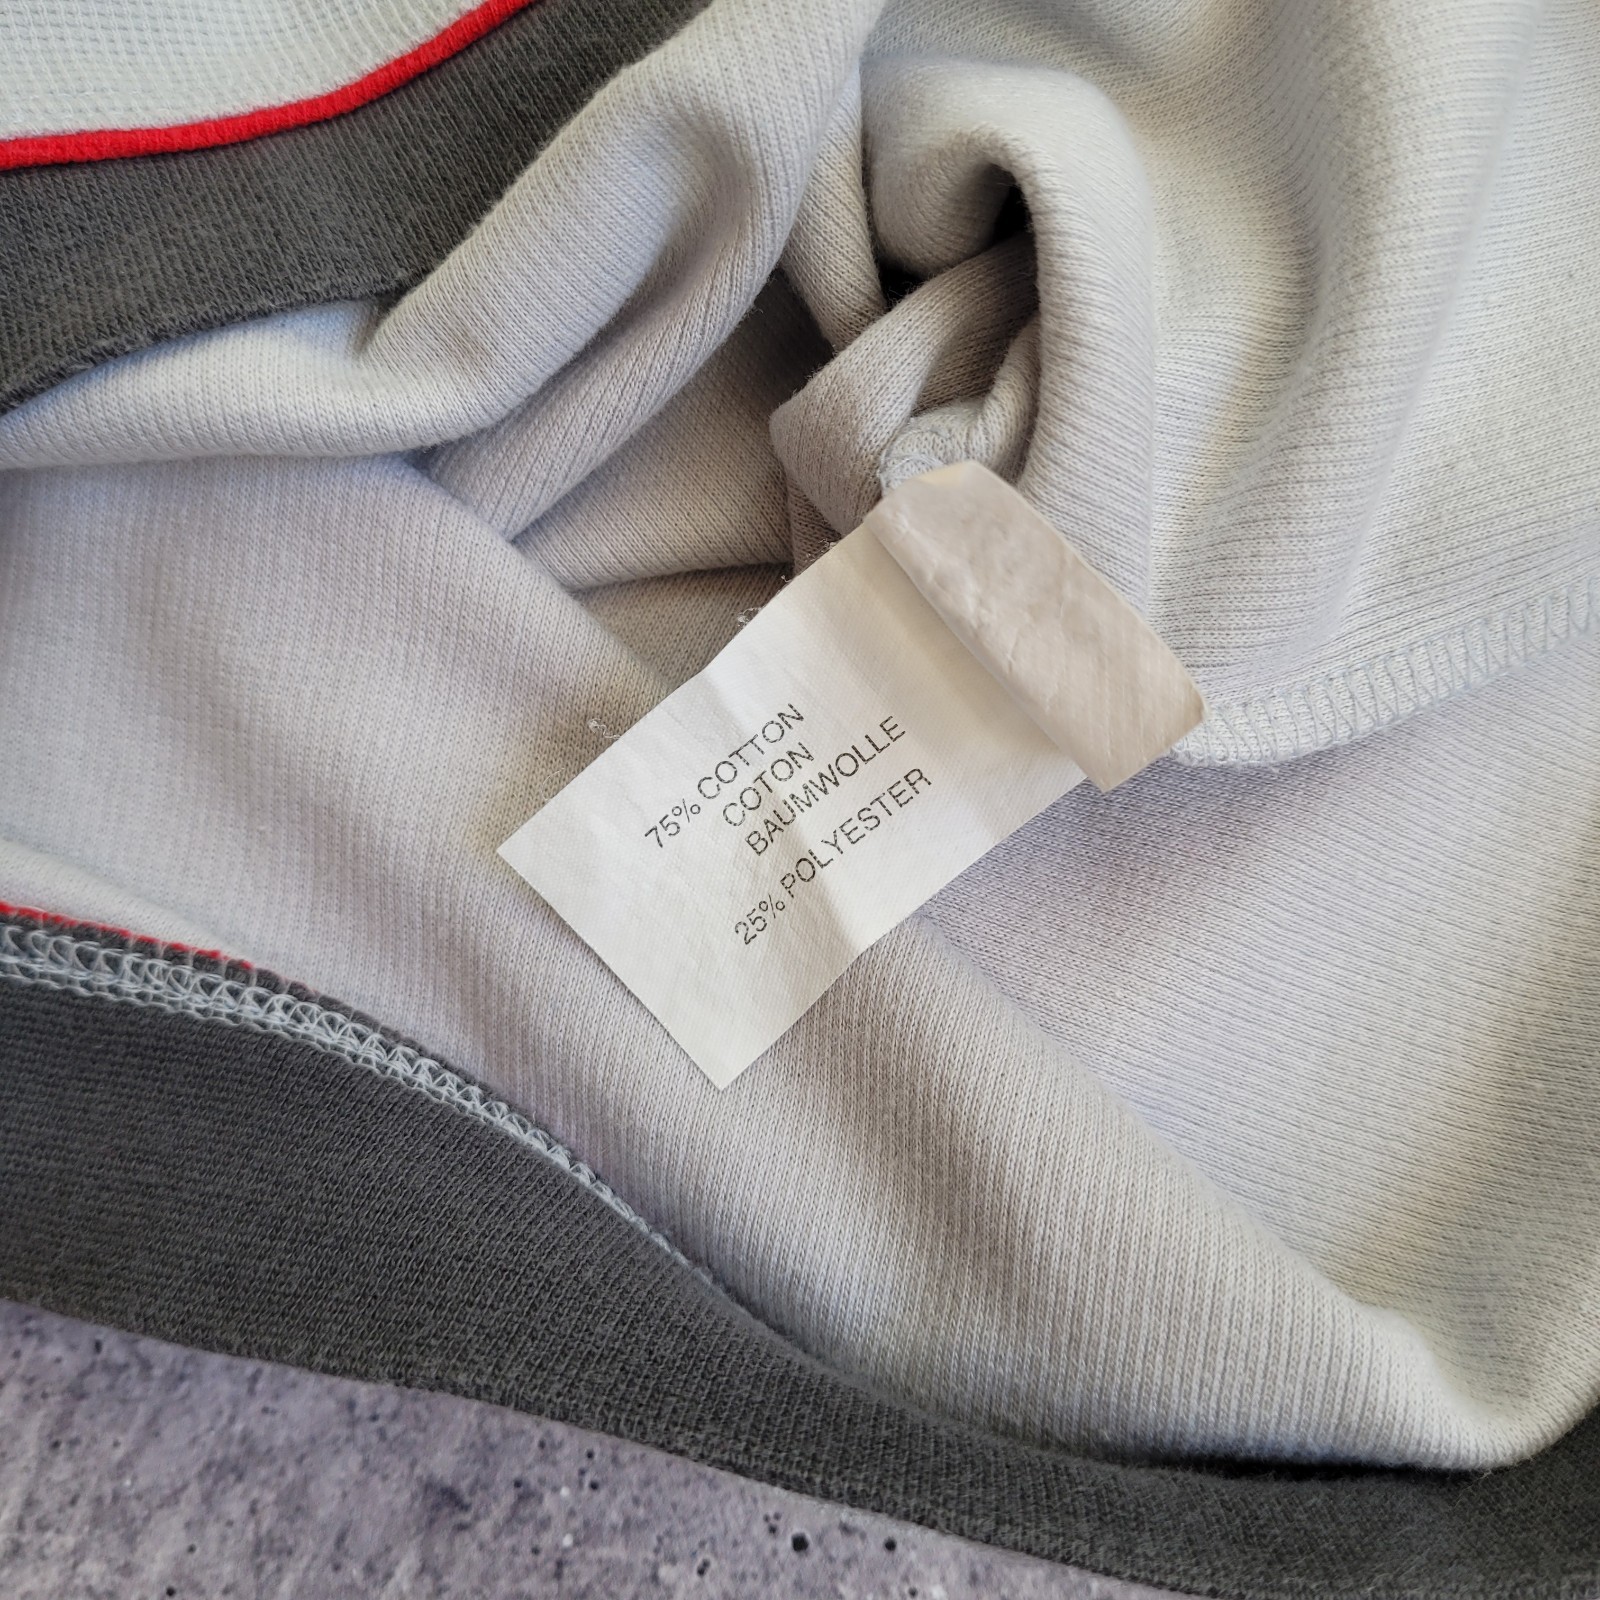 75% COTTON
COTON
BAUMWOLLE
25% POLYESTER